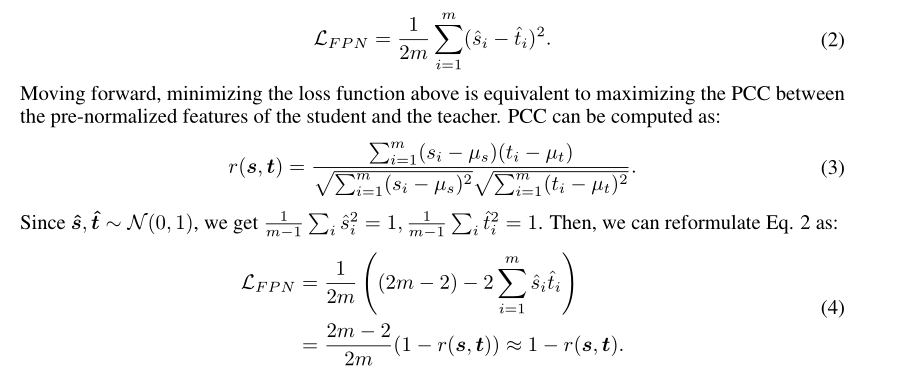 $$\mathcal{L}_{FPN} = \frac{1}{2m} \sum_{i=1}^{m} (\hat{s}_i - \hat{t}_i)^2. \quad (2)$$
Moving forward, minimizing the loss function above is equivalent to maximizing the PCC between
the pre-normalized features of the student and the teacher. PCC can be computed as:
$$r(\boldsymbol{s}, \boldsymbol{t}) = \frac{\sum_{i=1}^{m} (s_i - \mu_s)(t_i - \mu_t)}{\sqrt{\sum_{i=1}^{m} (s_i - \mu_s)^2} \sqrt{\sum_{i=1}^{m} (t_i - \mu_t)^2}}. \quad (3)$$
Since $\hat{\boldsymbol{s}}, \hat{\boldsymbol{t}} \sim \mathcal{N}(0, 1)$, we get $\frac{1}{m-1} \sum_i \hat{s}_i^2 = 1$, $\frac{1}{m-1} \sum_i \hat{t}_i^2 = 1$. Then, we can reformulate Eq. 2 as:
$$\mathcal{L}_{FPN} = \frac{1}{2m} \left( (2m - 2) - 2 \sum_{i=1}^{m} \hat{s}_i \hat{t}_i \right)$$
$$= \frac{2m - 2}{2m} (1 - r(\boldsymbol{s}, \boldsymbol{t})) \approx 1 - r(\boldsymbol{s}, \boldsymbol{t}). \quad (4)$$